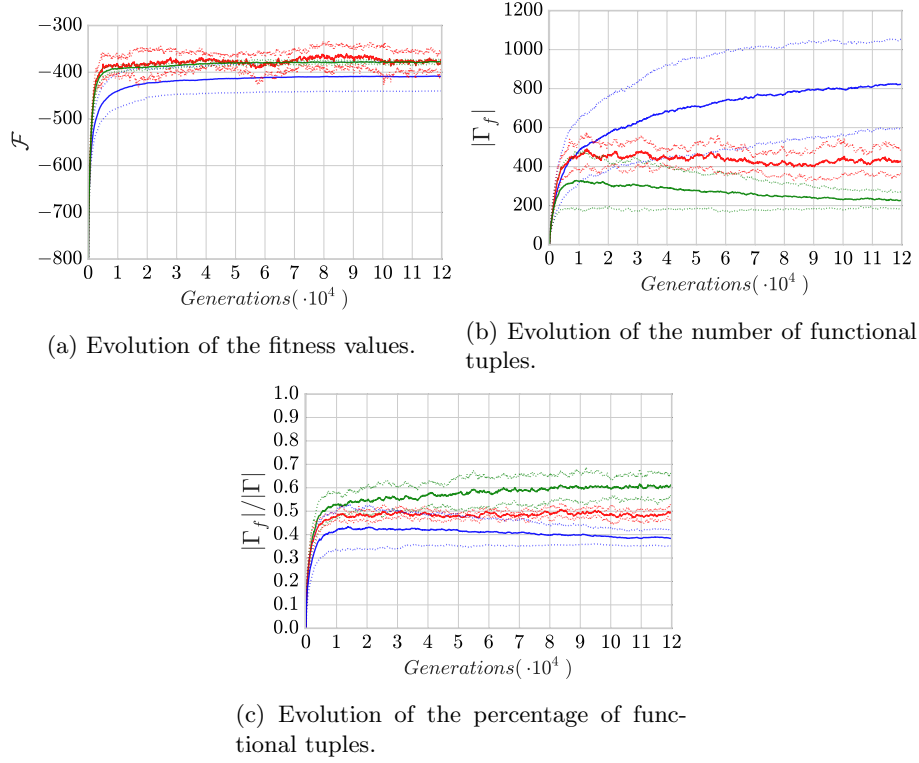 −300
−400
−500
−600
−700
−800
ℱ
0 1 2 3 4 5 6 7 8 9 10 11 12
Generations( ·10⁴ )
(a) Evolution of the fitness values.
1200
1000
800
600
400
200
0
|Γ_f|
0 1 2 3 4 5 6 7 8 9 10 11 12
Generations( ·10⁴ )
(b) Evolution of the number of functional
tuples.
1.0
0.9
0.8
0.7
0.6
0.5
0.4
0.3
0.2
0.1
0.0
|Γ_f|/|Γ|
0 1 2 3 4 5 6 7 8 9 10 11 12
Generations( ·10⁴ )
(c) Evolution of the percentage of func-
tional tuples.